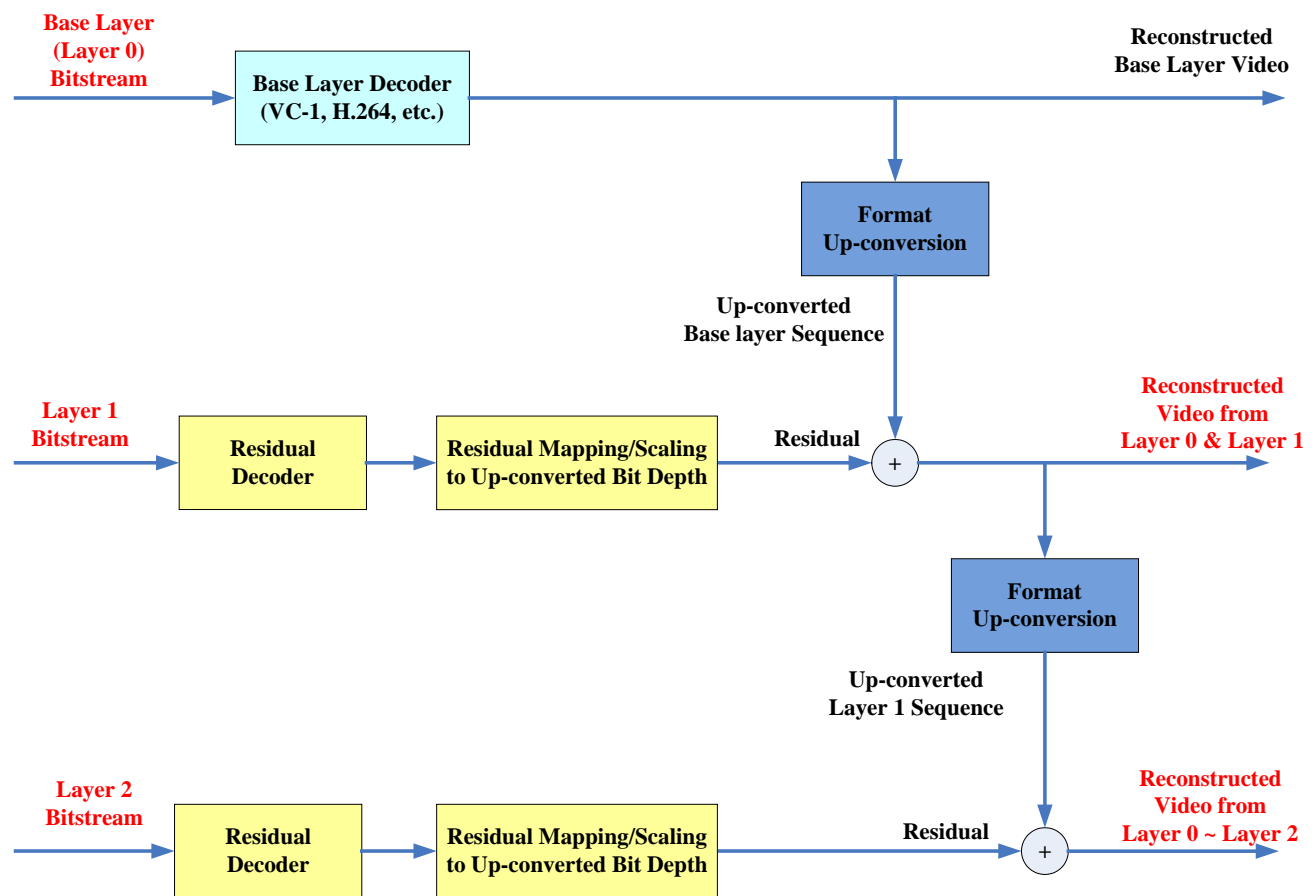 Base Layer
(Layer 0)
Bitstream
Base Layer Decoder
(VC-1, H.264, etc.)
Reconstructed
Base Layer Video
Format
Up-conversion
Up-converted
Base layer Sequence
Layer 1
Bitstream
Residual
Decoder
Residual Mapping/Scaling
to Up-converted Bit Depth
Residual
+
Reconstructed
Video from
Layer 0 & Layer 1
Format
Up-conversion
Up-converted
Layer 1 Sequence
Layer 2
Bitstream
Residual
Decoder
Residual Mapping/Scaling
to Up-converted Bit Depth
Residual
+
Reconstructed
Video from
Layer 0 ~ Layer 2